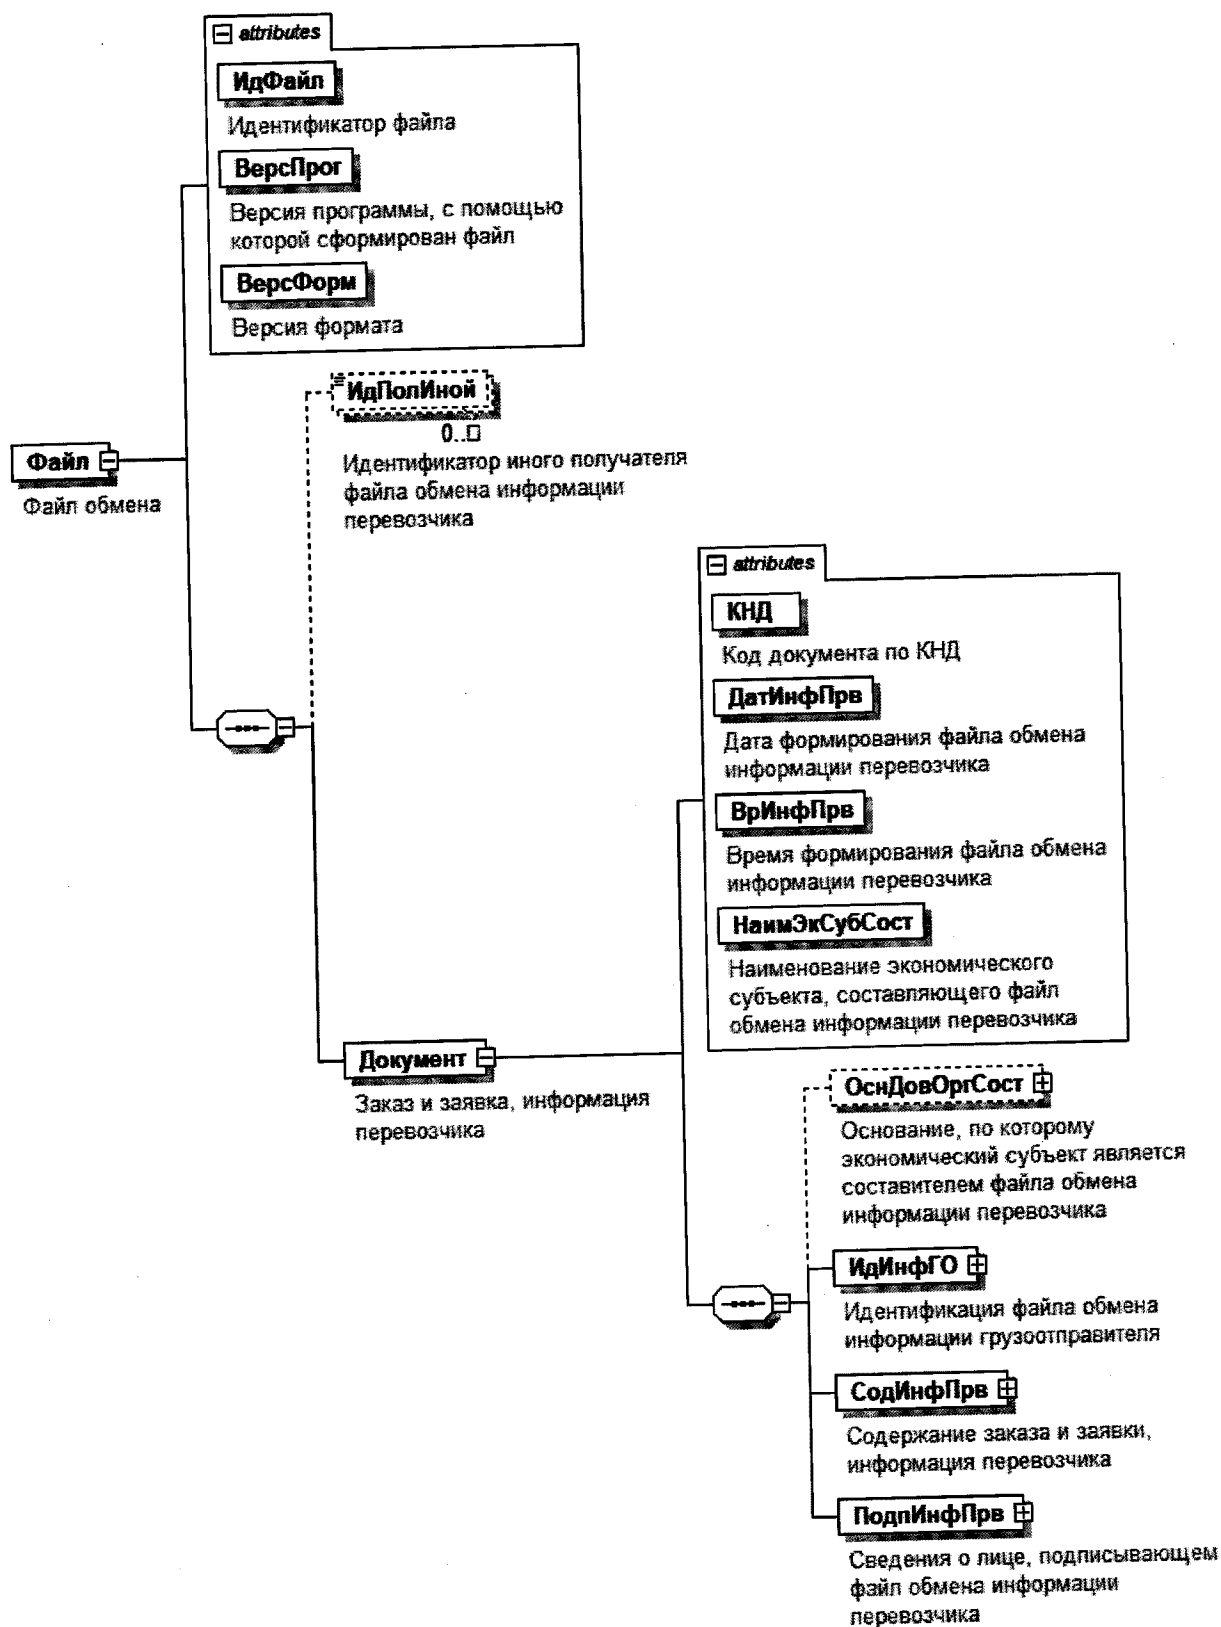 attributes
ИдФайл
Идентификатор файла
ВерсПрог
Версия программы, с помощью
которой сформирован файл
ВерсФорм
Версия формата
ИдПолИной
0..□
Идентификатор иного получателя
файла обмена информации
перевозчика
Файл
Файл обмена
attributes
КНД
Код документа по КНД
ДатИнфПрв
Дата формирования файла обмена
информации перевозчика
ВрИнфПрв
Время формирования файла обмена
информации перевозчика
НаимЭкСубСост
Наименование экономического
субъекта, составляющего файл
обмена информации перевозчика
Документ
Заказ и заявка, информация
перевозчика
ОснДовОргСост
Основание, по которому
экономический субъект является
составителем файла обмена
информации перевозчика
ИдИнфГО
Идентификация файла обмена
информации грузоотправителя
СодИнфПрв
Содержание заказа и заявки,
информация перевозчика
ПодпИнфПрв
Сведения о лице, подписывающем
файл обмена информации
перевозчика